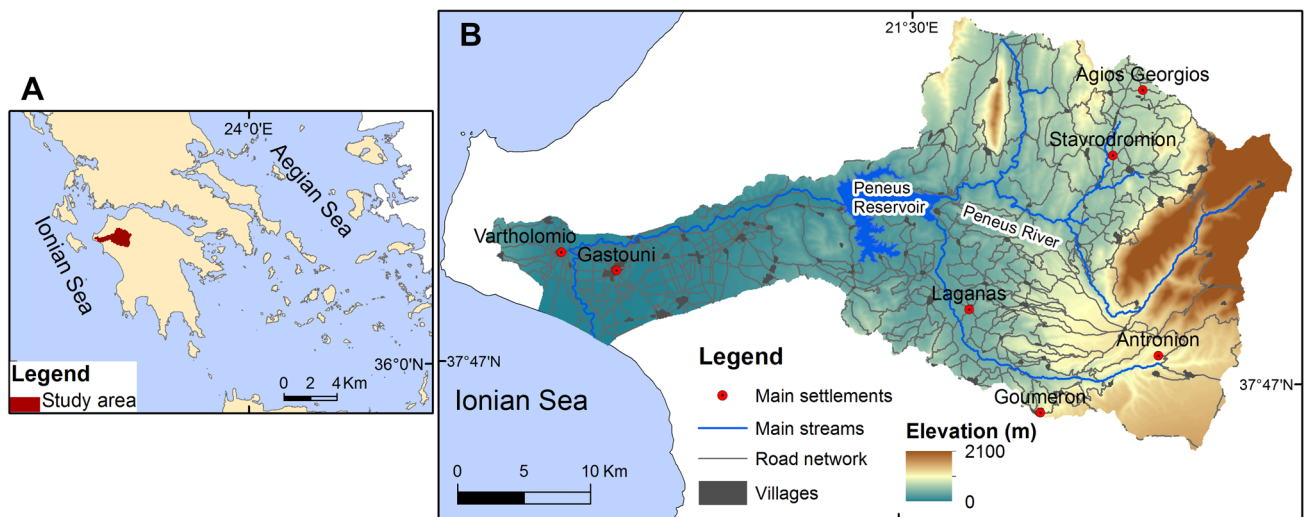 A
24°0'E
Aegian Sea
Ionian Sea
36°0'N
Legend
Study area
0 2 4 Km
B
21°30'E
Agios Georgios
Stavrodromion
Peneus
Reservoir
Peneus River
Vartholomio
Gastouni
Laganas
Antronion
Goumeron
37°47'N
37°47'N
Ionian Sea
0 5 10 Km
Legend
Main settlements
Main streams
Road network
Villages
Elevation (m)
2100
0